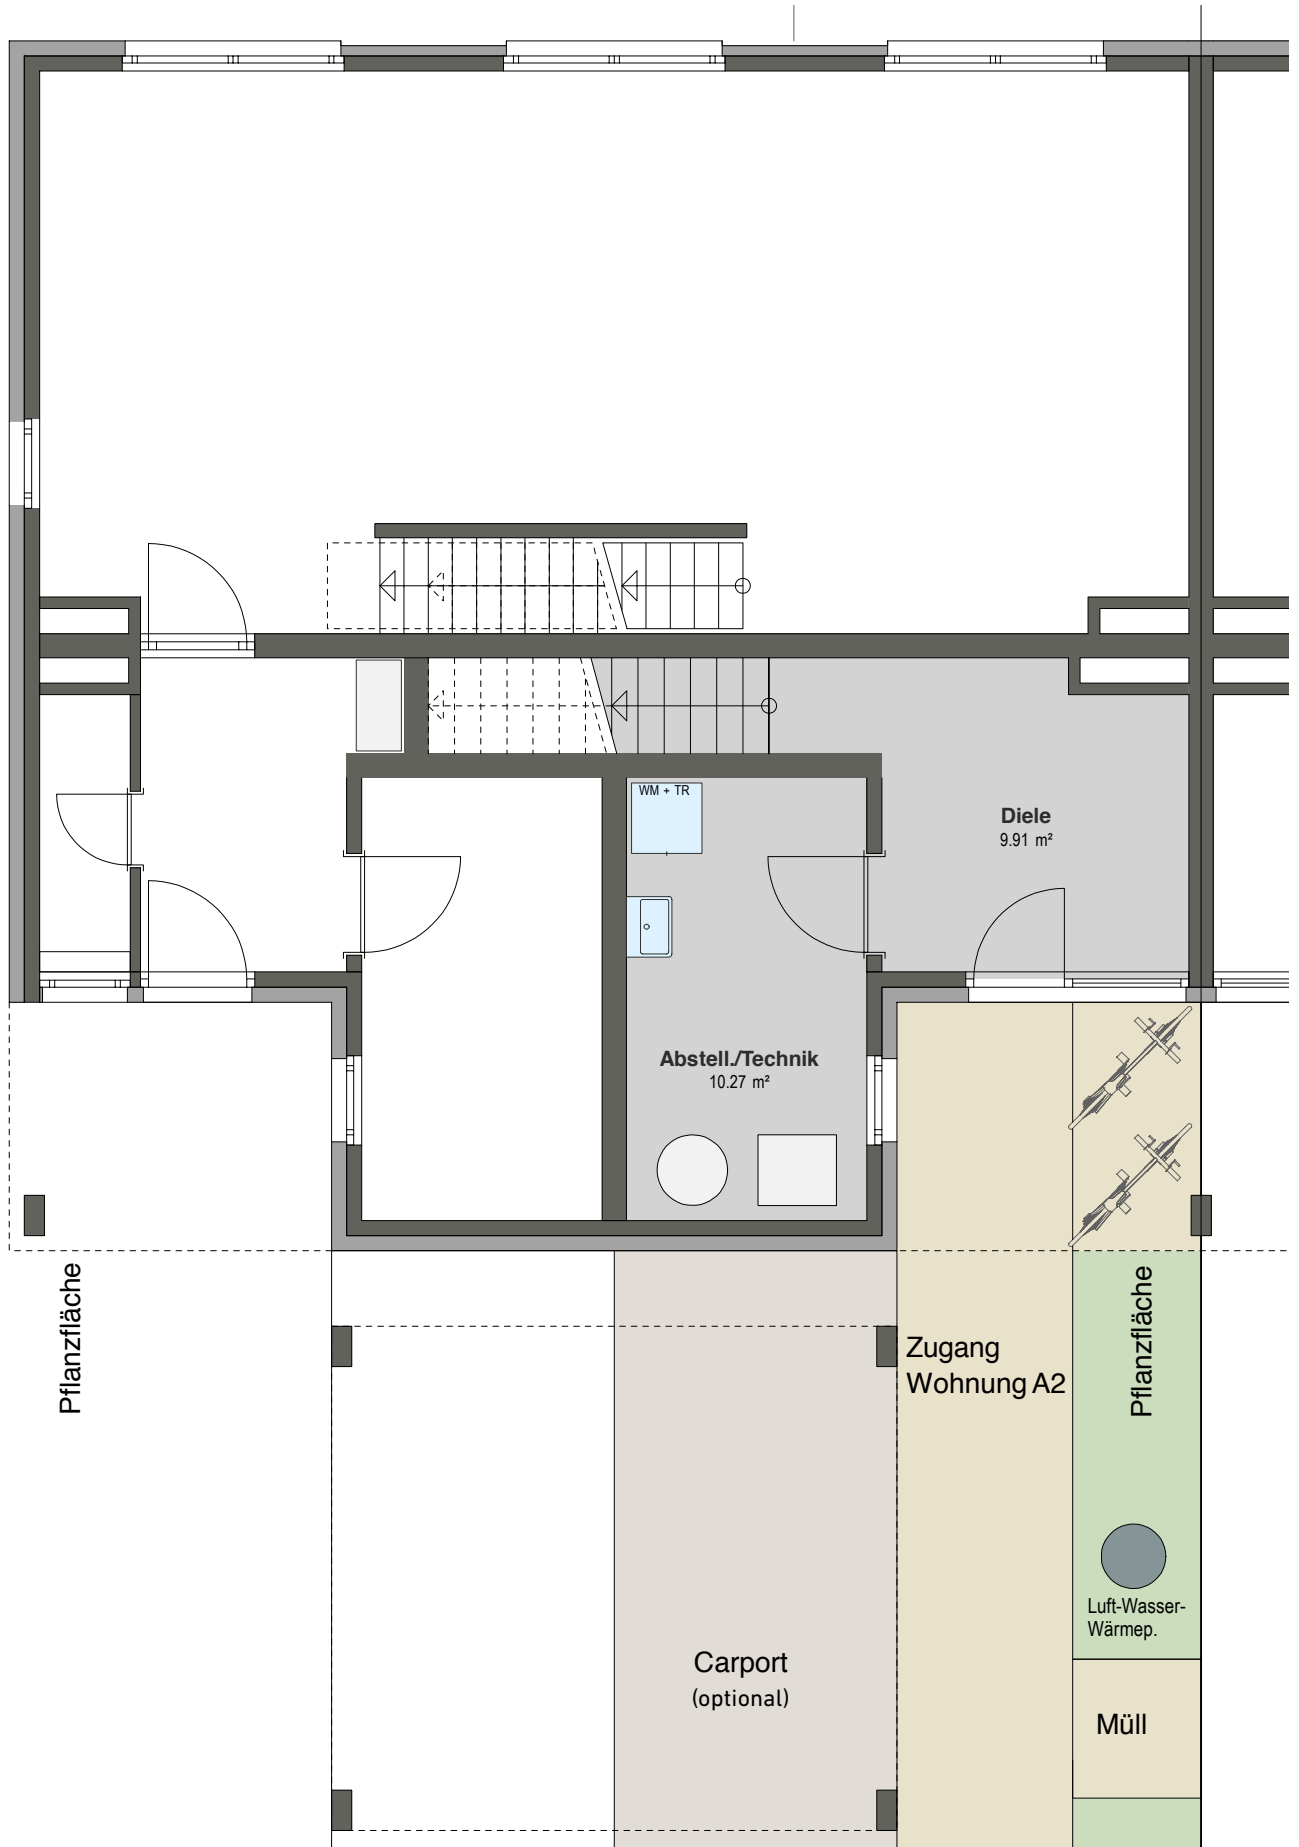 WM + TR
Diele
9.91 m²
Abstell./Technik
10.27 m²
Pflanzfläche
Zugang
Wohnung A2
Pflanzfläche
Luft-Wasser-
Wärmep.
Carport
(optional)
Müll